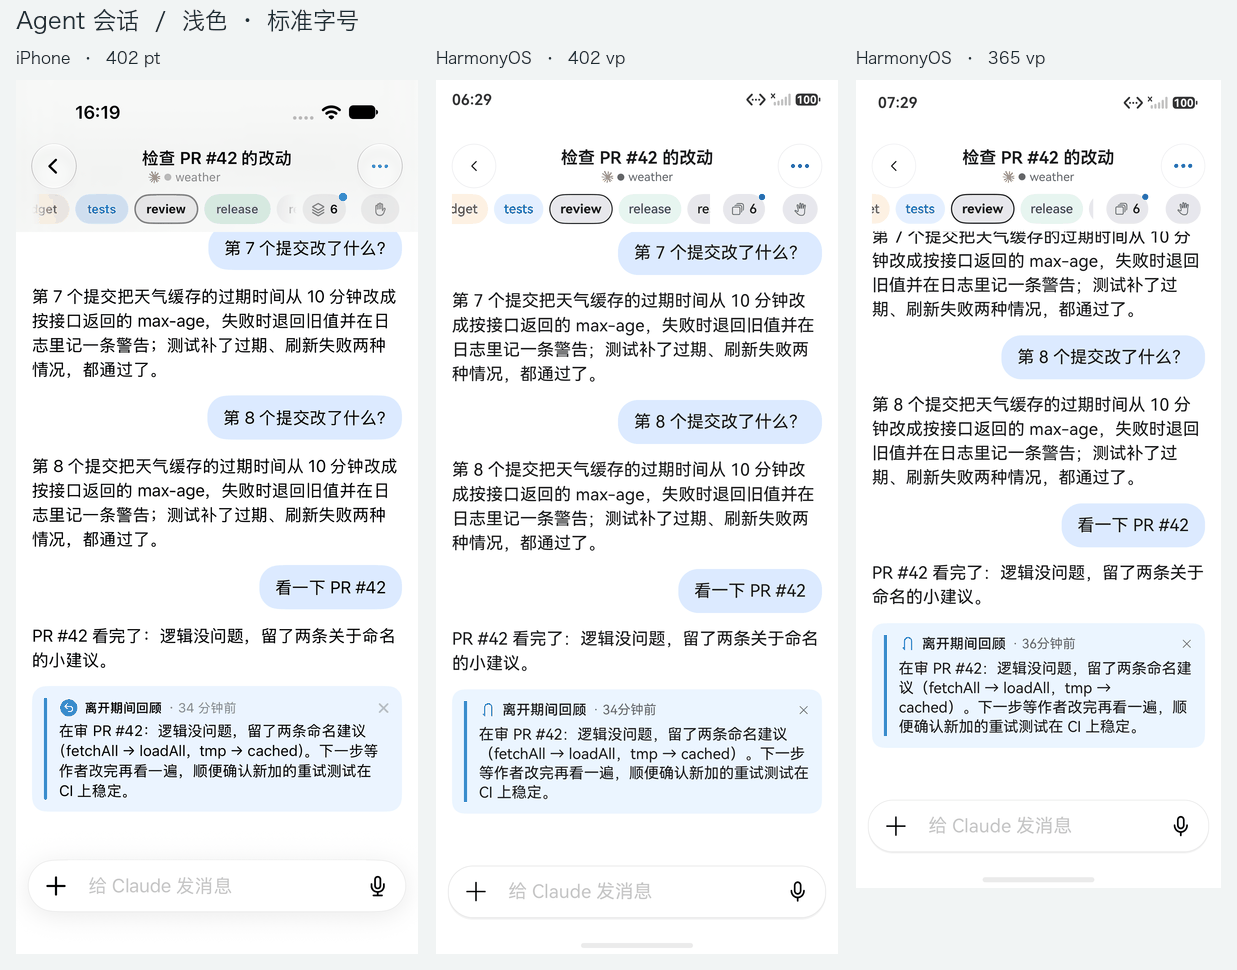 Agent 会话 / 浅色 · 标准字号
iPhone · 402 pt
16:19
检查 PR #42 的改动
weather
dget
tests
review
release
6
第 7 个提交改了什么？
第 7 个提交把天气缓存的过期时间从 10 分钟改成
按接口返回的 max-age，失败时退回旧值并在日
志里记一条警告；测试补了过期、刷新失败两种
情况，都通过了。
第 8 个提交改了什么？
第 8 个提交把天气缓存的过期时间从 10 分钟改成
按接口返回的 max-age，失败时退回旧值并在日
志里记一条警告；测试补了过期、刷新失败两种
情况，都通过了。
看一下 PR #42
PR #42 看完了：逻辑没问题，留了两条关于命名
的小建议。
离开期间回顾 · 34 分钟前
在审 PR #42：逻辑没问题，留了两条命名建议
（fetchAll → loadAll，tmp → cached）。下一步等
作者改完再看一遍，顺便确认新加的重试测试在
CI 上稳定。
给 Claude 发消息
HarmonyOS · 402 vp
06:29
100
检查 PR #42 的改动
weather
dget
tests
review
release
re
6
第 7 个提交改了什么？
第 7 个提交把天气缓存的过期时间从 10 分钟改
成按接口返回的 max-age，失败时退回旧值并在
日志里记一条警告；测试补了过期、刷新失败两
种情况，都通过了。
第 8 个提交改了什么？
第 8 个提交把天气缓存的过期时间从 10 分钟改
成按接口返回的 max-age，失败时退回旧值并在
日志里记一条警告；测试补了过期、刷新失败两
种情况，都通过了。
看一下 PR #42
PR #42 看完了：逻辑没问题，留了两条关于命名
的小建议。
离开期间回顾 · 34分钟前
在审 PR #42：逻辑没问题，留了两条命名建议
（fetchAll → loadAll，tmp → cached）。下一步
等作者改完再看一遍，顺便确认新加的重试测试在
CI 上稳定。
给 Claude 发消息
HarmonyOS · 365 vp
07:29
100
检查 PR #42 的改动
weather
et
tests
review
release
6
第 7 个提交把天气缓存的过期时间从 10 分
钟改成按接口返回的 max-age，失败时退回
旧值并在日志里记一条警告；测试补了过
期、刷新失败两种情况，都通过了。
第 8 个提交改了什么？
第 8 个提交把天气缓存的过期时间从 10 分
钟改成按接口返回的 max-age，失败时退回
旧值并在日志里记一条警告；测试补了过
期、刷新失败两种情况，都通过了。
看一下 PR #42
PR #42 看完了：逻辑没问题，留了两条关于
命名的小建议。
离开期间回顾 · 36分钟前
在审 PR #42：逻辑没问题，留了两条命名建
议（fetchAll → loadAll，tmp →
cached）。下一步等作者改完再看一遍，顺
便确认新加的重试测试在 CI 上稳定。
给 Claude 发消息